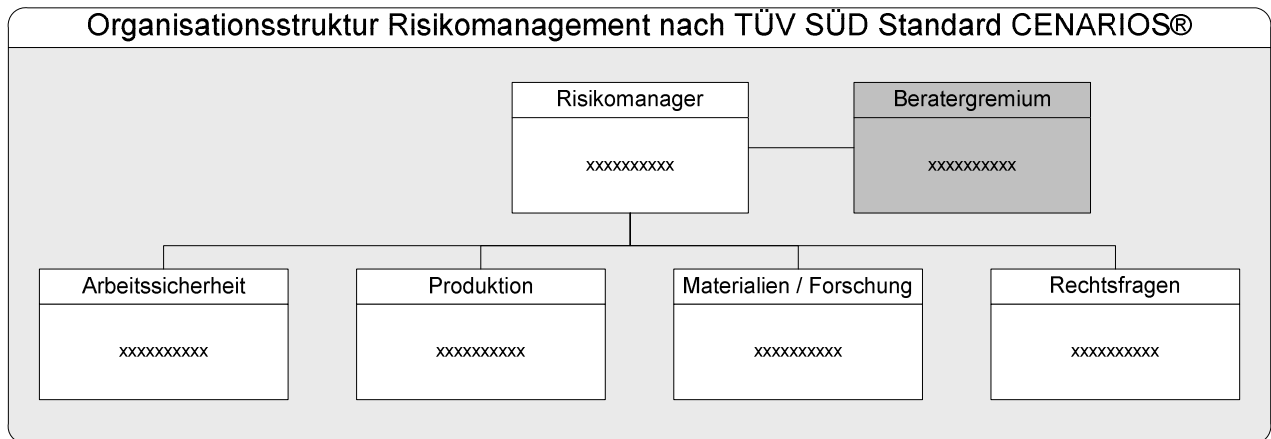 Organisationsstruktur Risikomanagement nach TÜV SÜD Standard CENARIOS®
Risikomanager
xxxxxxxxxx
Beratergremium
xxxxxxxxxx
Arbeitssicherheit
xxxxxxxxxx
Produktion
xxxxxxxxxx
Materialien / Forschung
xxxxxxxxxx
Rechtsfragen
xxxxxxxxxx